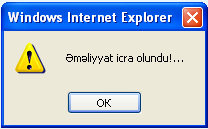 Windows Internet Explorer
Əməliyyat icra olundu!...
OK